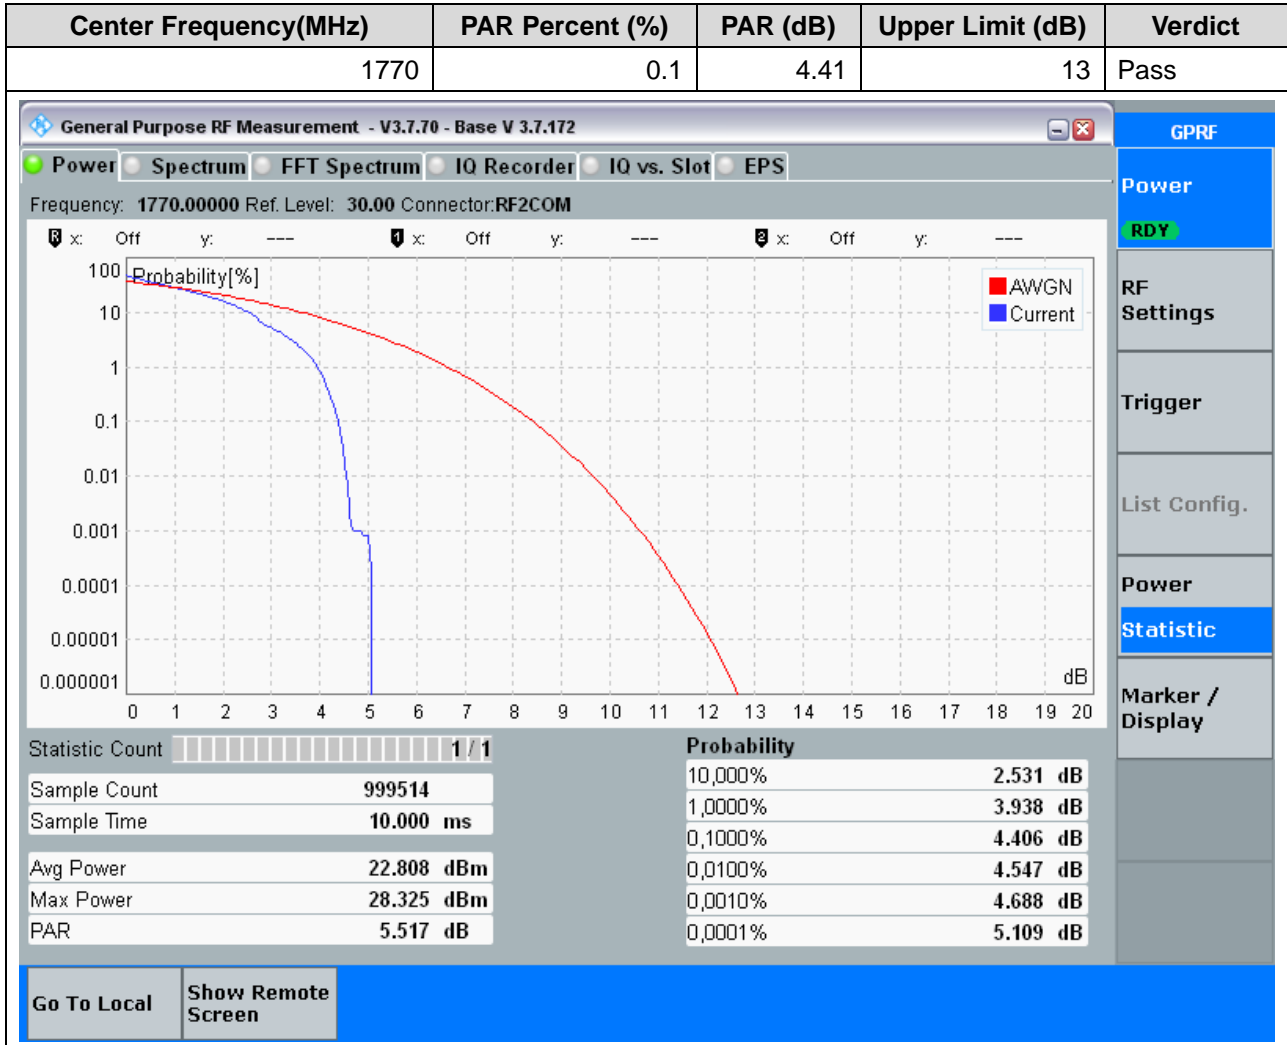 Center Frequency(MHz) PAR Percent (%) PAR (dB) Upper Limit (dB) Verdict
1770 0.1 4.41 13 Pass
General Purpose RF Measurement - V3.7.70 - Base V 3.7.172
GPRF
Power Spectrum FFT Spectrum IQ Recorder IQ vs. Slot EPS
Frequency: 1770.00000 Ref. Level: 30.00 Connector:RF2COM
R x: Off y: --- 1 x: Off y: --- 2 x: Off y: ---
Probability[%]
AWGN
Current
100
10
1
0.1
0.01
0.001
0.0001
0.00001
0.000001
dB
0 1 2 3 4 5 6 7 8 9 10 11 12 13 14 15 16 17 18 19 20
Statistic Count 1 / 1
Sample Count 999514
Sample Time 10.000 ms
Avg Power 22.808 dBm
Max Power 28.325 dBm
PAR 5.517 dB
Probability
10,000% 2.531 dB
1,0000% 3.938 dB
0,1000% 4.406 dB
0,0100% 4.547 dB
0,0010% 4.688 dB
0,0001% 5.109 dB
Power
RDY
RF
Settings
Trigger
List Config.
Power
Statistic
Marker /
Display
Go To Local
Show Remote
Screen